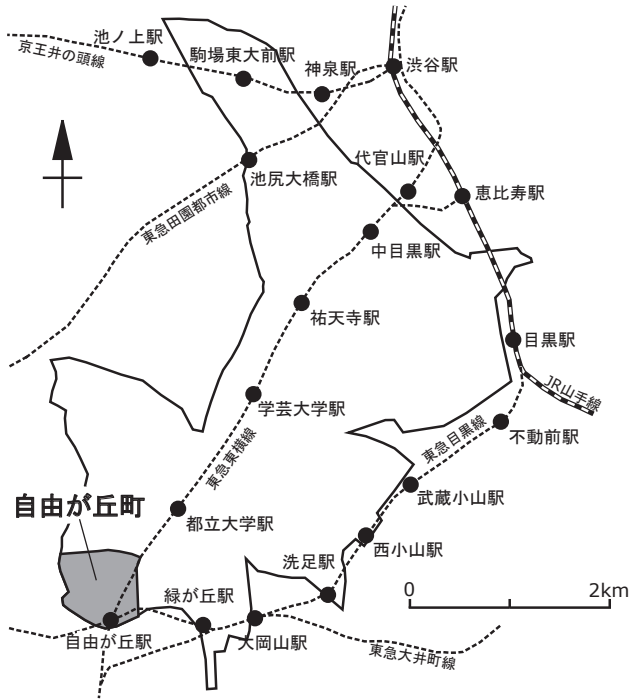 京王井の頭線
池ノ上駅
駒場東大前駅
神泉駅
渋谷駅
代官山駅
池尻大橋駅
恵比寿駅
東急田園都市線
中目黒駅
祐天寺駅
目黒駅
JR山手線
学芸大学駅
東急目黒線
不動前駅
東急東横線
武蔵小山駅
自由が丘町
都立大学駅
西小山駅
洗足駅
0 2km
緑が丘駅
自由が丘駅
大岡山駅
東急大井町線